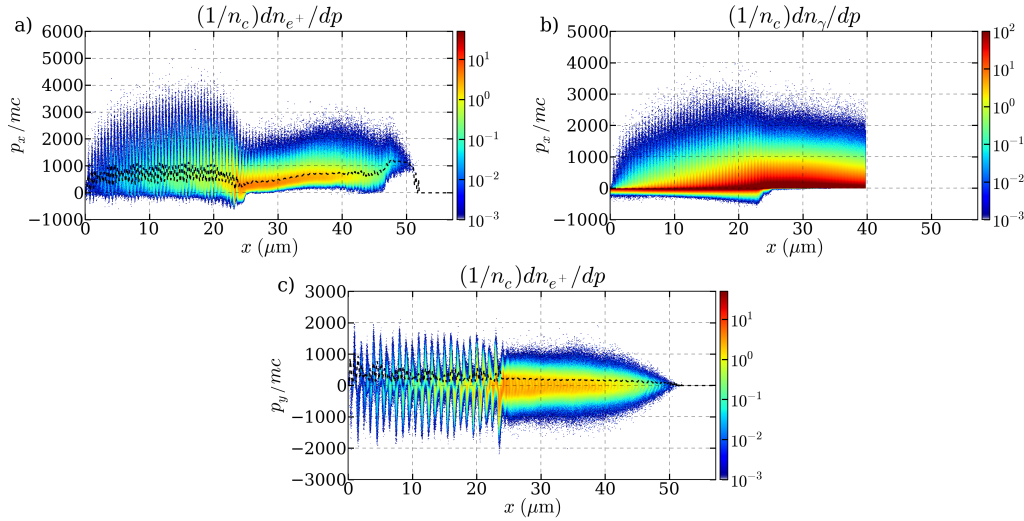 a)
(1/n_c)dn_{e^+}/dp
6000
5000
4000
3000
2000
1000
0
−1000
p_x/mc
0 10 20 30 40 50
x (μm)
10^1
10^0
10^{-1}
10^{-2}
10^{-3}
b)
(1/n_c)dn_γ/dp
5000
4000
3000
2000
1000
0
−1000
p_x/mc
0 10 20 30 40 50
x (μm)
10^2
10^1
10^0
10^{-1}
10^{-2}
10^{-3}
c)
(1/n_c)dn_{e^+}/dp
3000
2000
1000
0
−1000
−2000
−3000
p_y/mc
0 10 20 30 40 50
x (μm)
10^1
10^0
10^{-1}
10^{-2}
10^{-3}